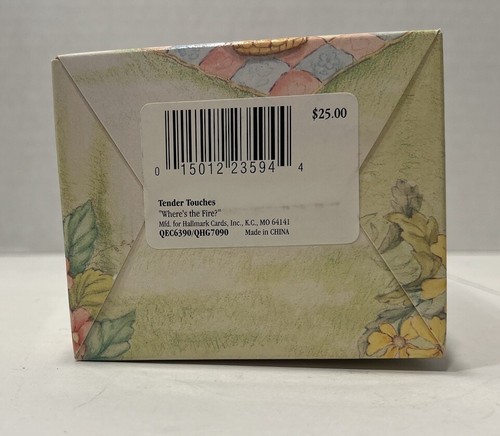 $25.00
0 15012 23594 4
Tender Touches
"Where's the Fire?"
Mfd. for Hallmark Cards, Inc., K.C., MO 64141
QEC6390/QHG7090 Made in CHINA